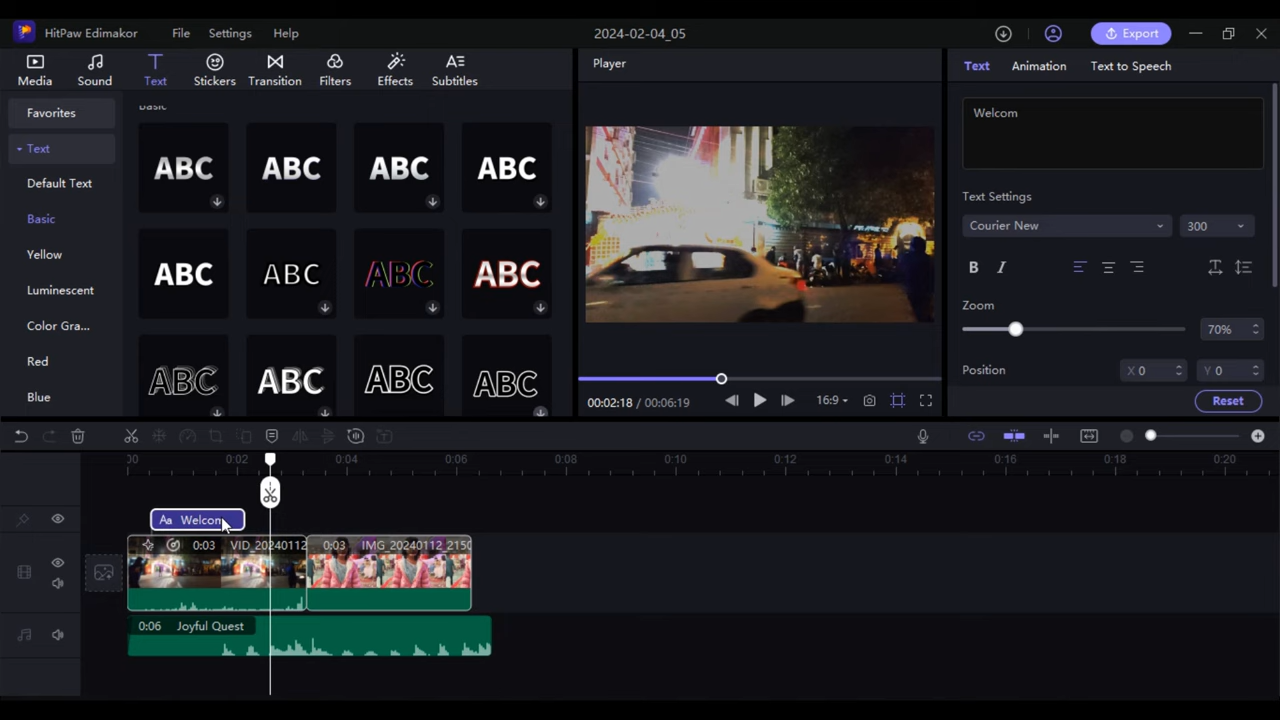 HitPaw Edimakor File Settings Help 2024-02-04_05 Export
Media Sound Text Stickers Transition Filters Effects Subtitles
Player
Text Animation Text to Speech
Favorites
Text
Default Text
Basic
Yellow
Luminescent
Color Gra...
Red
Blue
Basic
ABC ABC ABC ABC
ABC ABC ABC ABC
ABC ABC ABC ABC
Welcom
Text Settings
Courier New 300
B I
Zoom
70%
Position X 0 Y 0
Reset
00:02:18 / 00:06:19 16:9
00 0:02 0:04 0:06 0:08 0:10 0:12 0:14 0:16 0:18 0:20
Aa Welcom
0:03 VID_20240112
0:03 IMG_20240112_2150
0:06 Joyful Quest